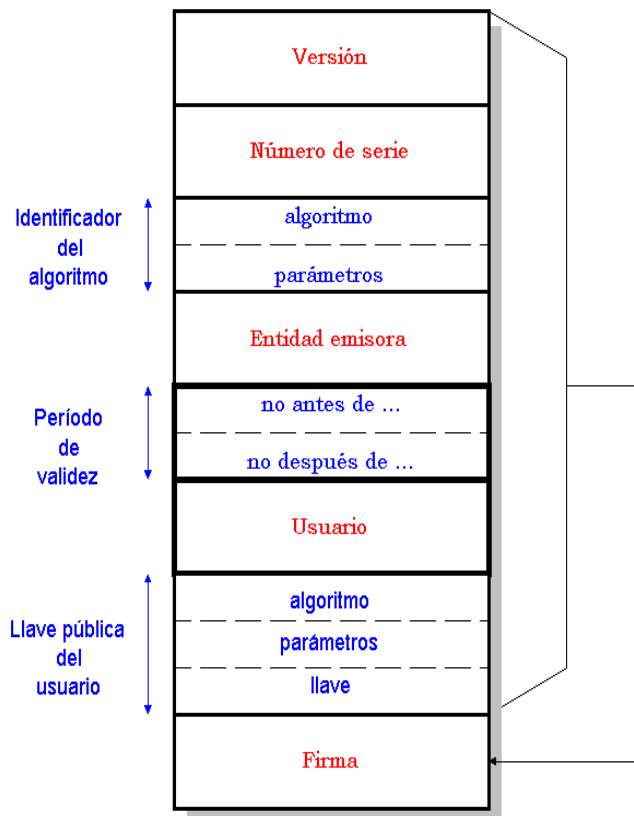 Versión
Número de serie
Identificador
del
algoritmo
algoritmo
parámetros
Entidad emisora
Período
de
validez
no antes de ...
no después de ...
Usuario
Llave pública
del
usuario
algoritmo
parámetros
llave
Firma